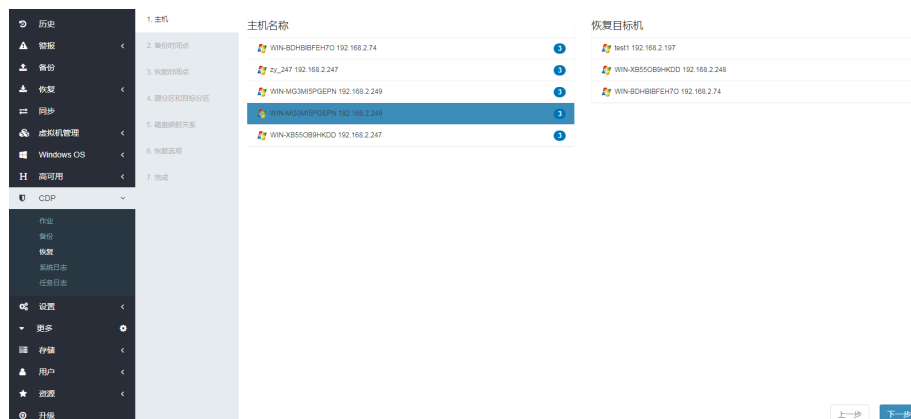 历史
警报
备份
恢复
同步
虚拟机管理
Windows OS
高可用
CDP
作业
备份
恢复
系统日志
任务日志
设置
更多
存储
用户
资源
升级
1. 主机
2. 备份时间点
3. 恢复时间点
4. 源分区和目标分区
5. 磁盘映射关系
6. 恢复选项
7. 完成
主机名称
WIN-BDHBIBFEH7O 192.168.2.74 3
zy_247 192.168.2.247 3
WIN-MG3MI5PGEPN 192.168.2.249 3
WIN-MG3MI5PGEPN 192.168.2.249 3
WIN-XB55OB9HKDD 192.168.2.247 3
恢复目标机
test1 192.168.2.197
WIN-XB55OB9HKDD 192.168.2.248
WIN-BDHBIBFEH7O 192.168.2.74
上一步
下一步